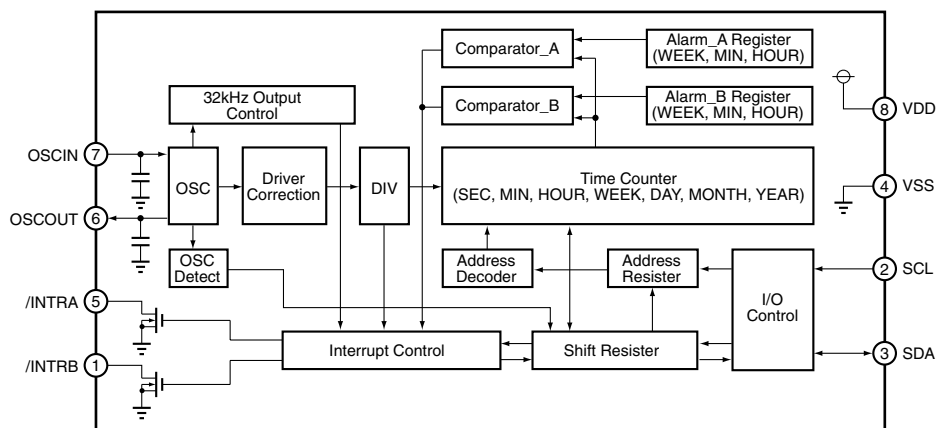 Comparator_A
Alarm_A Register
(WEEK, MIN, HOUR)
32kHz Output
Control
Comparator_B
Alarm_B Register
(WEEK, MIN, HOUR)
8 VDD
OSCIN 7
OSC
Driver
Correction
DIV
Time Counter
(SEC, MIN, HOUR, WEEK, DAY, MONTH, YEAR)
4 VSS
OSCOUT 6
OSC
Detect
Address
Decoder
Address
Resister
I/O
Control
2 SCL
/INTRA
5
Interrupt Control
Shift Register
3 SDA
/INTRB
1